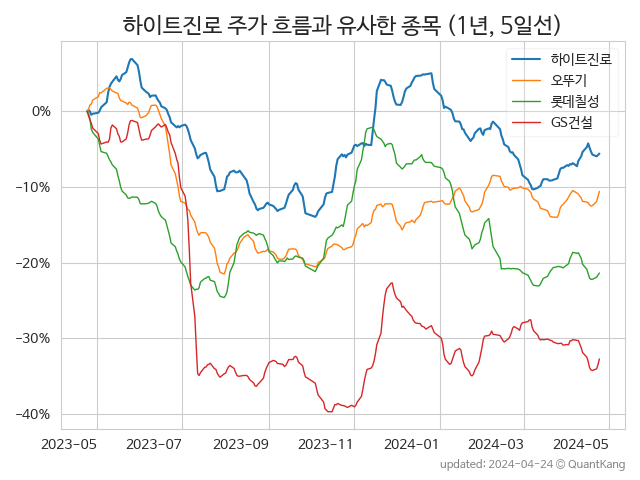 하이트진로 주가 흐름과 유사한 종목 (1년, 5일선)
하이트진로
오뚜기
롯데칠성
GS건설
0%
−10%
−20%
−30%
−40%
2023-05 2023-07 2023-09 2023-11 2024-01 2024-03 2024-05
updated: 2024-04-24 © QuantKang